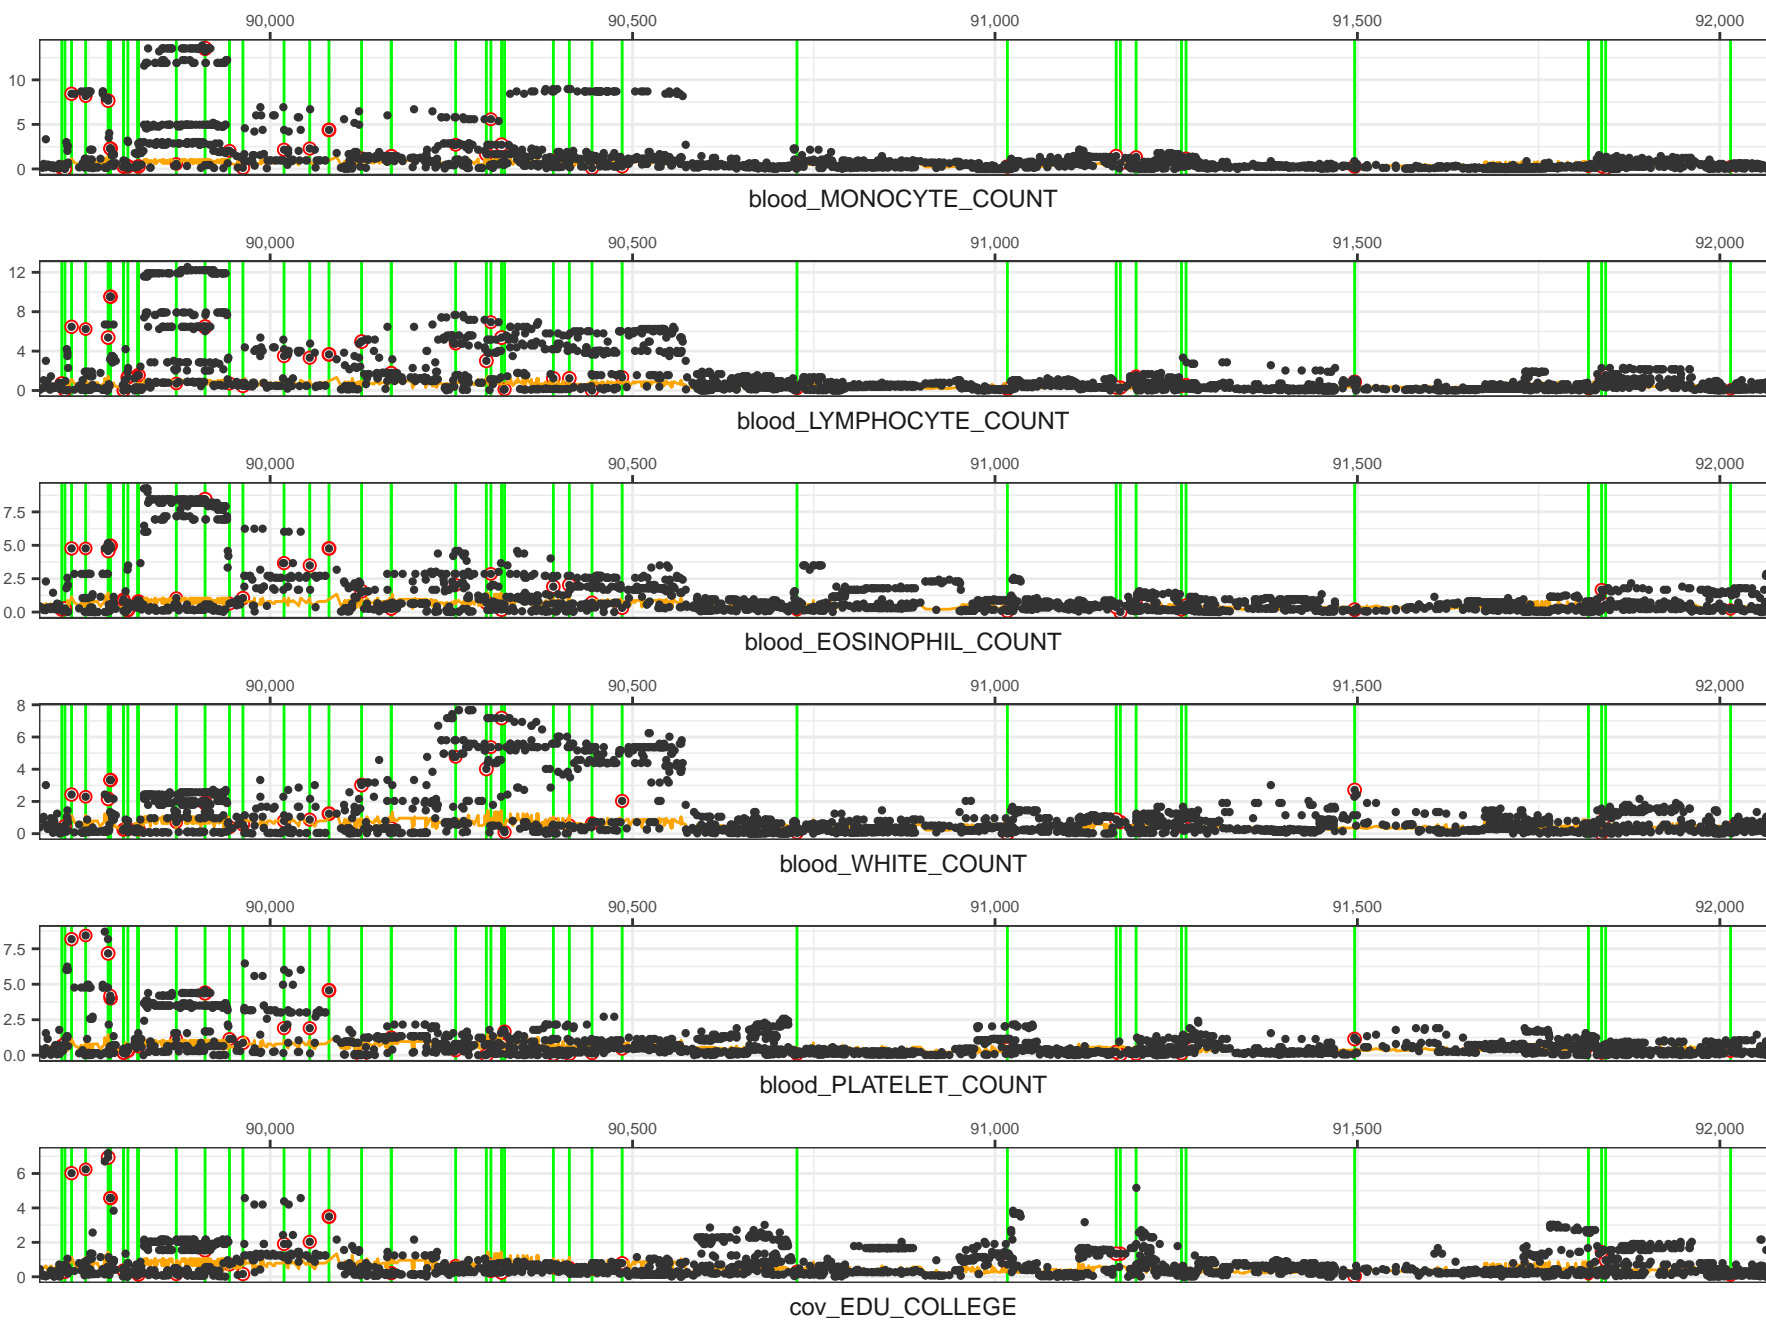 90,000 90,500 91,000 91,500 92,000
10
5
0
blood_MONOCYTE_COUNT
90,000 90,500 91,000 91,500 92,000
12
8
4
0
blood_LYMPHOCYTE_COUNT
90,000 90,500 91,000 91,500 92,000
7.5
5.0
2.5
0.0
blood_EOSINOPHIL_COUNT
90,000 90,500 91,000 91,500 92,000
8
6
4
2
0
blood_WHITE_COUNT
90,000 90,500 91,000 91,500 92,000
7.5
5.0
2.5
0.0
blood_PLATELET_COUNT
90,000 90,500 91,000 91,500 92,000
6
4
2
0
cov_EDU_COLLEGE